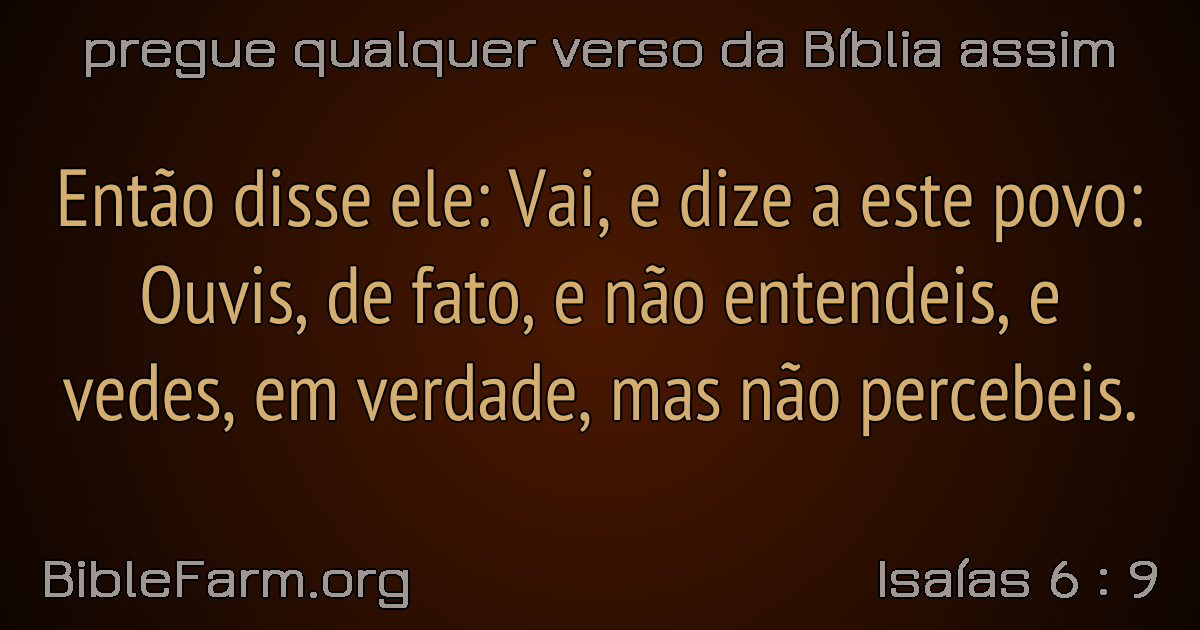 pregue qualquer verso da Bíblia assim
Então disse ele: Vai, e dize a este povo:
Ouvis, de fato, e não entendeis, e
vedes, em verdade, mas não percebeis.
BibleFarm.org
Isaías 6 : 9